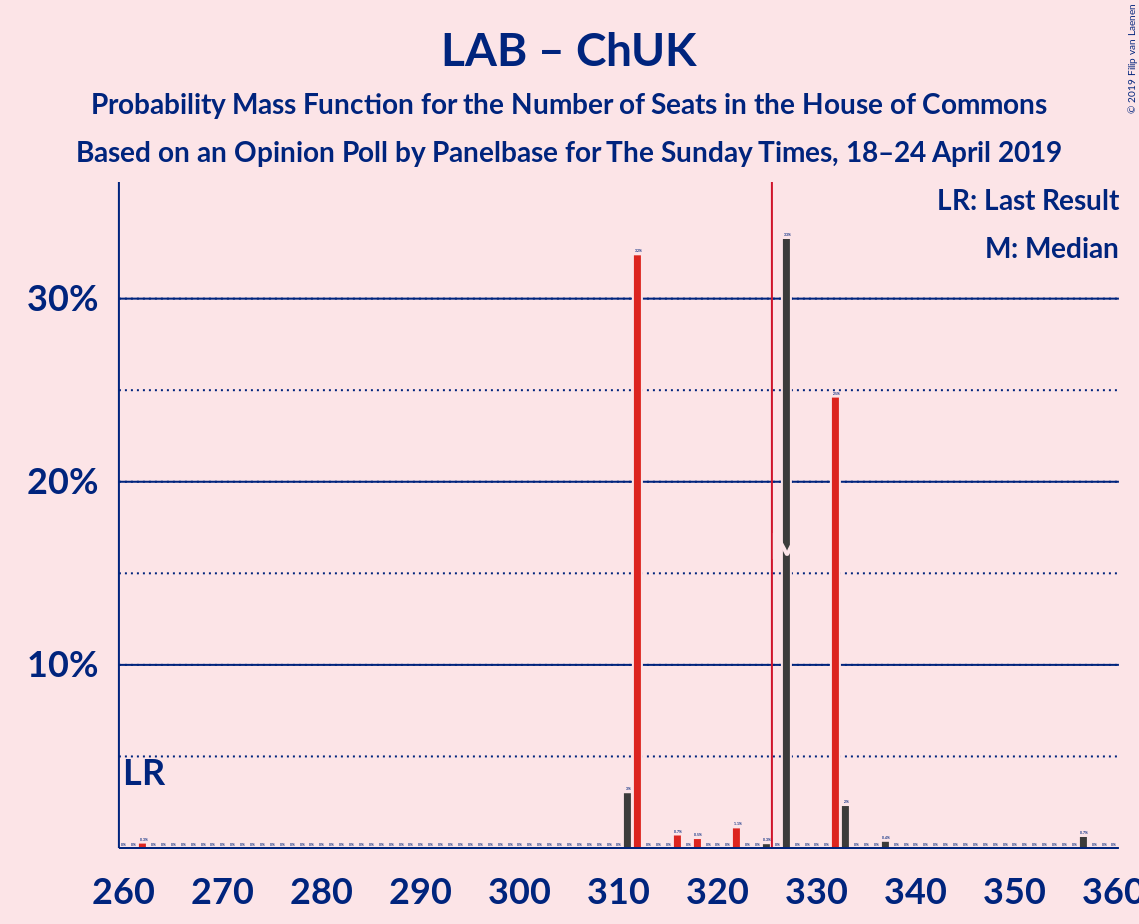 LAB – ChUK
Probability Mass Function for the Number of Seats in the House of Commons
Based on an Opinion Poll by Panelbase for The Sunday Times, 18–24 April 2019
© 2019 Filip van Laenen
LR: Last Result
M: Median
30%
20%
10%
LR
260 270 280 290 300 310 320 330 340 350 360